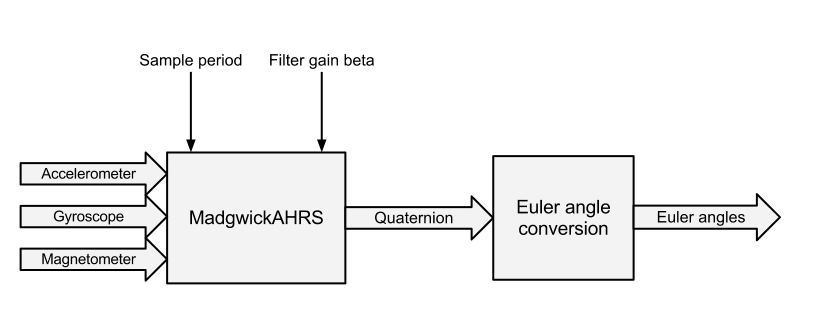 Sample period
Filter gain beta
Accelerometer
Gyroscope
Magnetometer
MadgwickAHRS
Quaternion
Euler angle
conversion
Euler angles